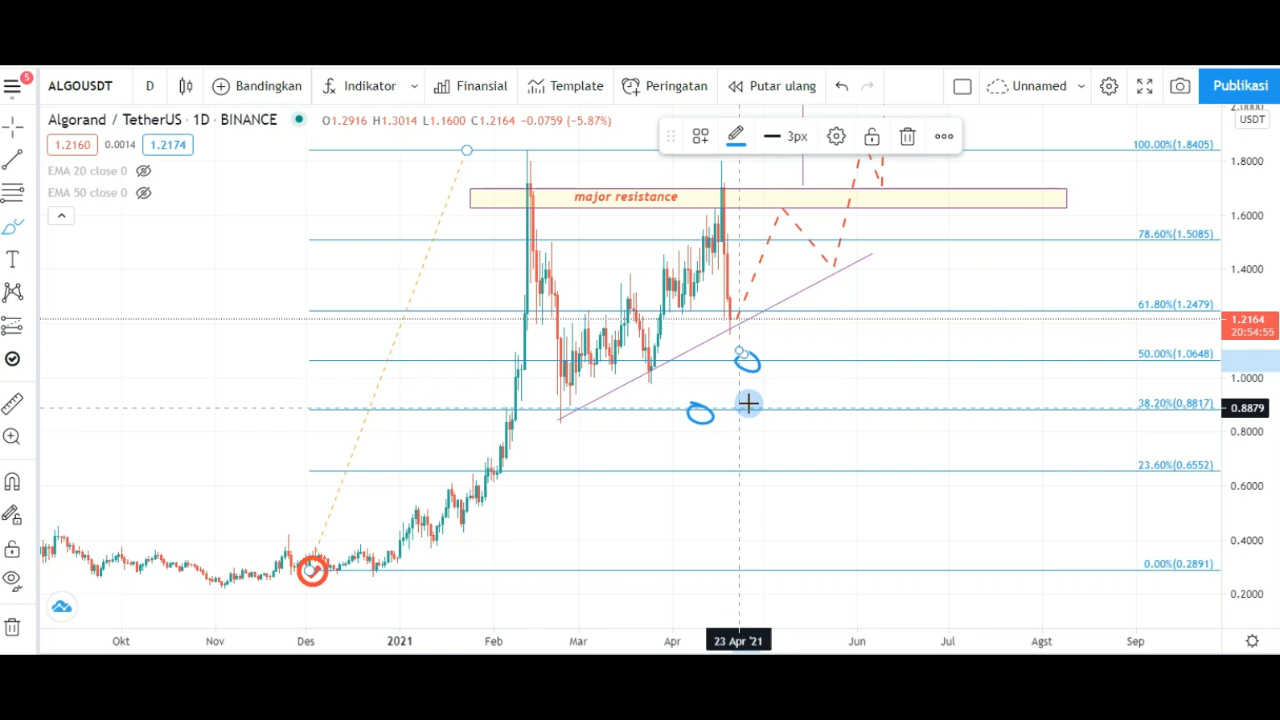 5
ALGOUSDT D Bandingkan Indikator Finansial Template Peringatan Putar ulang Unnamed Publikasi
Algorand / TetherUS · 1D · BINANCE O1.2916 H1.3014 L1.1600 C1.2164 -0.0759 (-5.87%)
1.2160 0.0014 1.2174
EMA 20 close 0
EMA 50 close 0
3px
USDT
100.00%(1.8405)
1.8000
major resistance
1.6000
78.60%(1.5085)
1.4000
61.80%(1.2479)
1.2164
20:54:55
50.00%(1.0648)
1.0000
38.20%(0.8817)
0.8879
0.8000
23.60%(0.6552)
0.6000
0.4000
0.00%(0.2891)
0.2000
Okt Nov Des 2021 Feb Mar Apr 23 Apr '21 Jun Jul Agst Sep